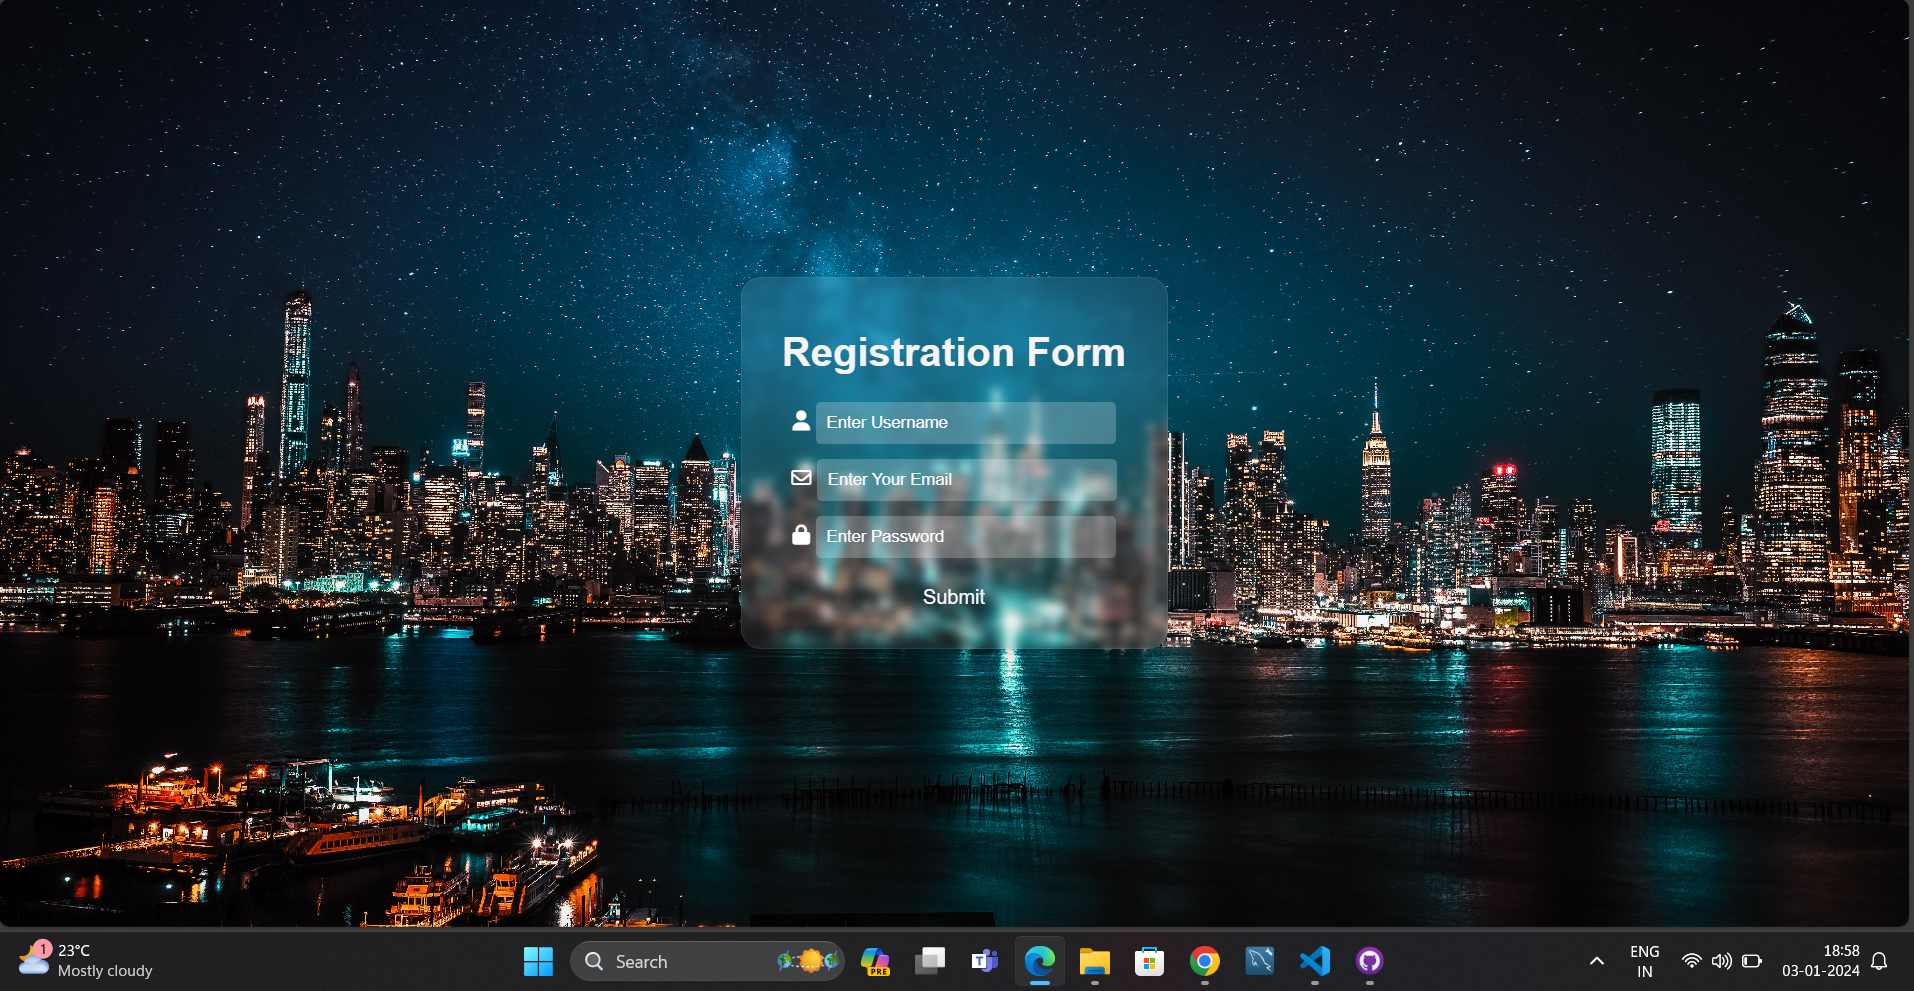 Registration Form
Enter Username
Enter Your Email
Enter Password
Submit
1
23°C
Mostly cloudy
Search
PRE
T
ENG
IN
18:58
03-01-2024